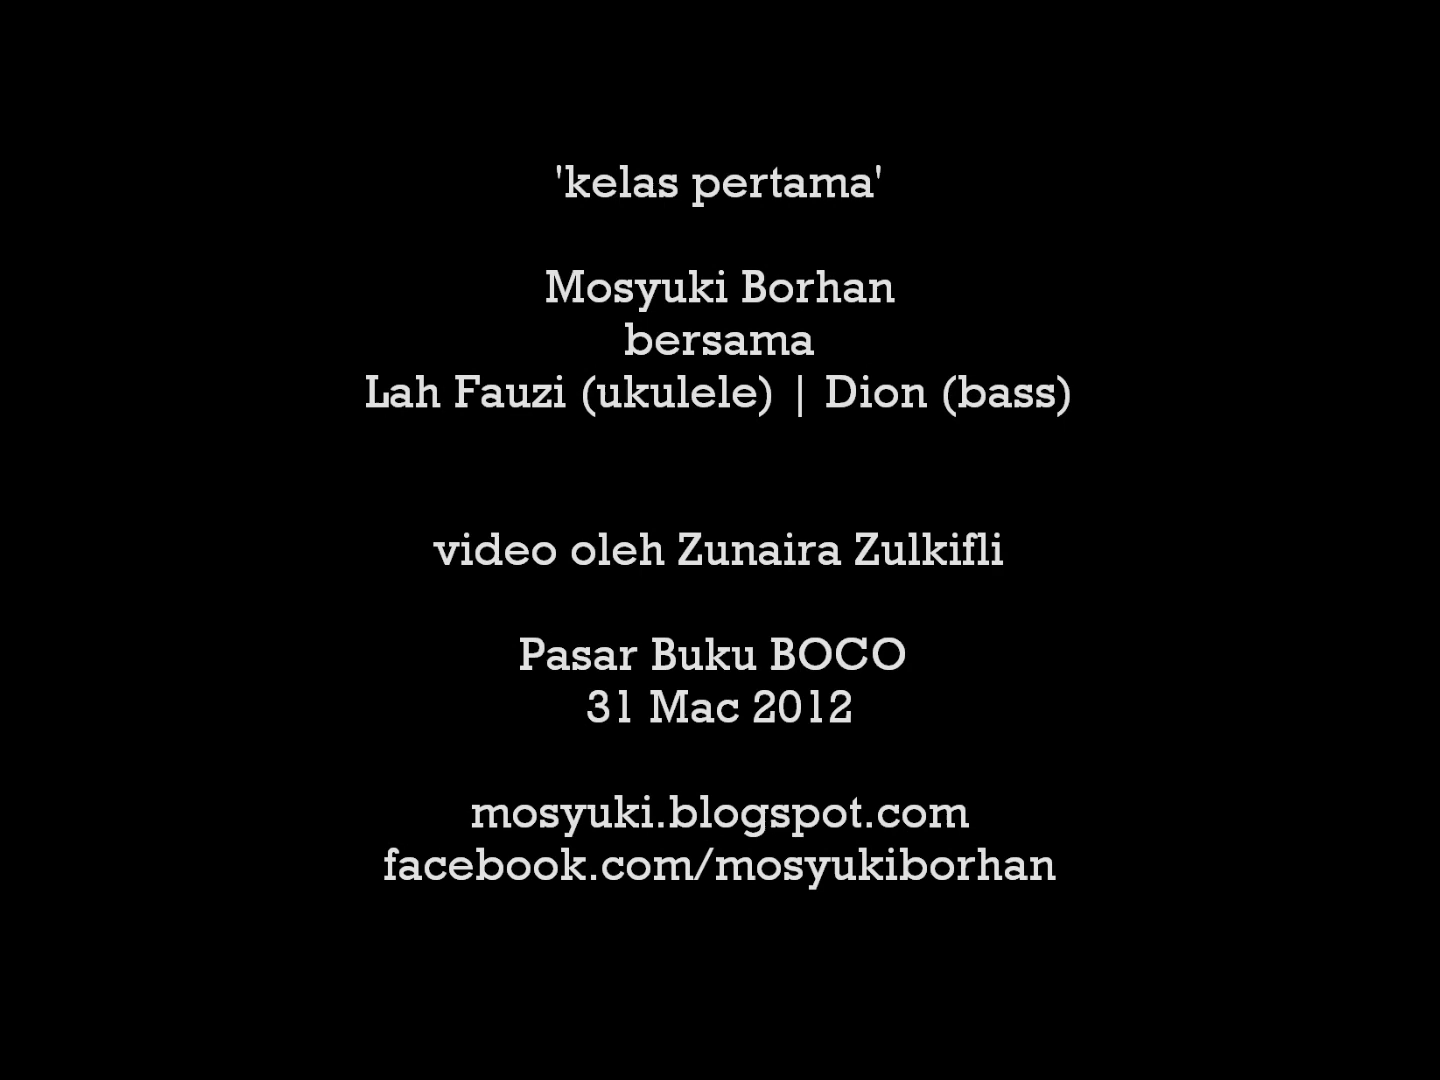 'kelas pertama'
Mosyuki Borhan
bersama
Lah Fauzi (ukulele) | Dion (bass)
video oleh Zunaira Zulkifli
Pasar Buku BOCO
31 Mac 2012
mosyuki.blogspot.com
facebook.com/mosyukiborhan